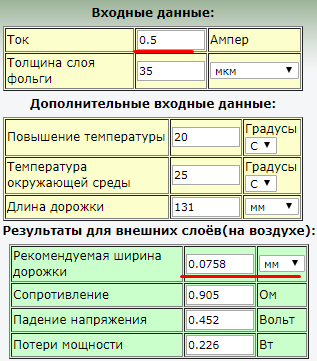 Входные данные:
Ток 0.5 Ампер
Толщина слоя фольги 35 мкм
Дополнительные входные данные:
Повышение температуры 20 Градусы C
Температура окружающей среды 25 Градусы C
Длина дорожки 131 мм
Результаты для внешних слоёв(на воздухе):
Рекомендуемая ширина дорожки 0.0758 мм
Сопротивление 0.905 Ом
Падение напряжения 0.452 Вольт
Потери мощности 0.226 Вт